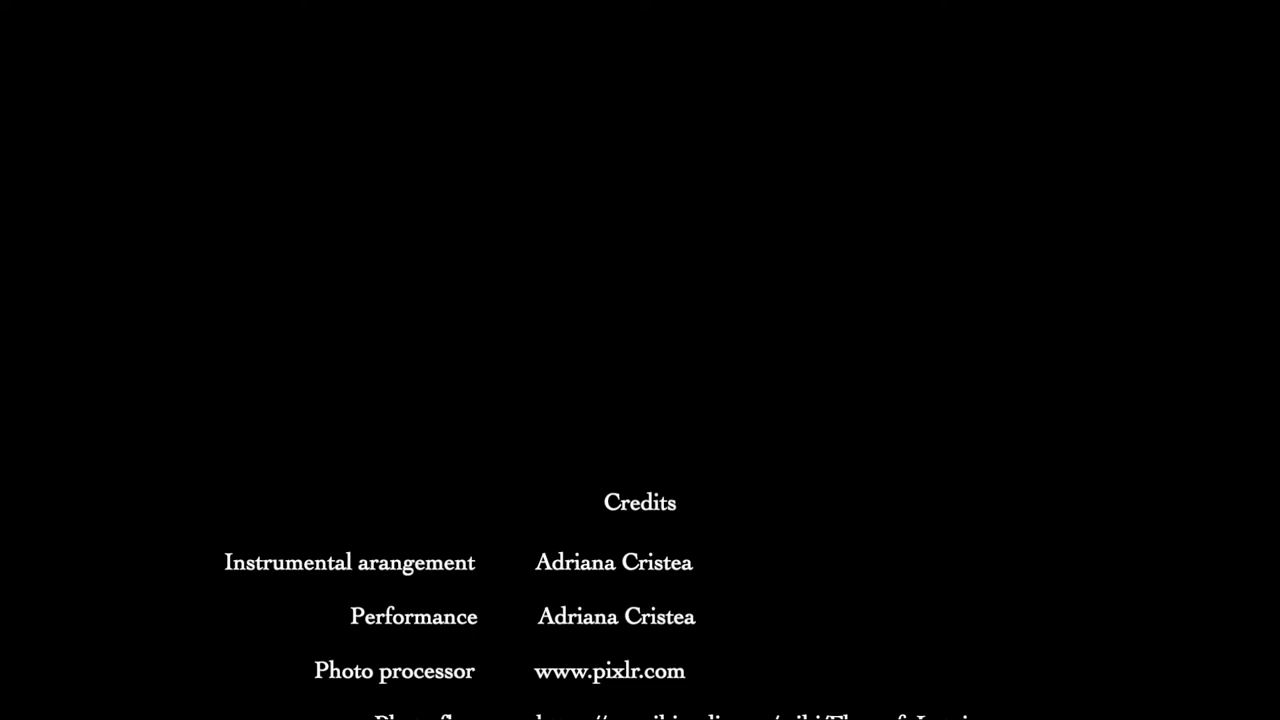 Credits
Instrumental arangement Adriana Cristea
Performance Adriana Cristea
Photo processor www.pixlr.com